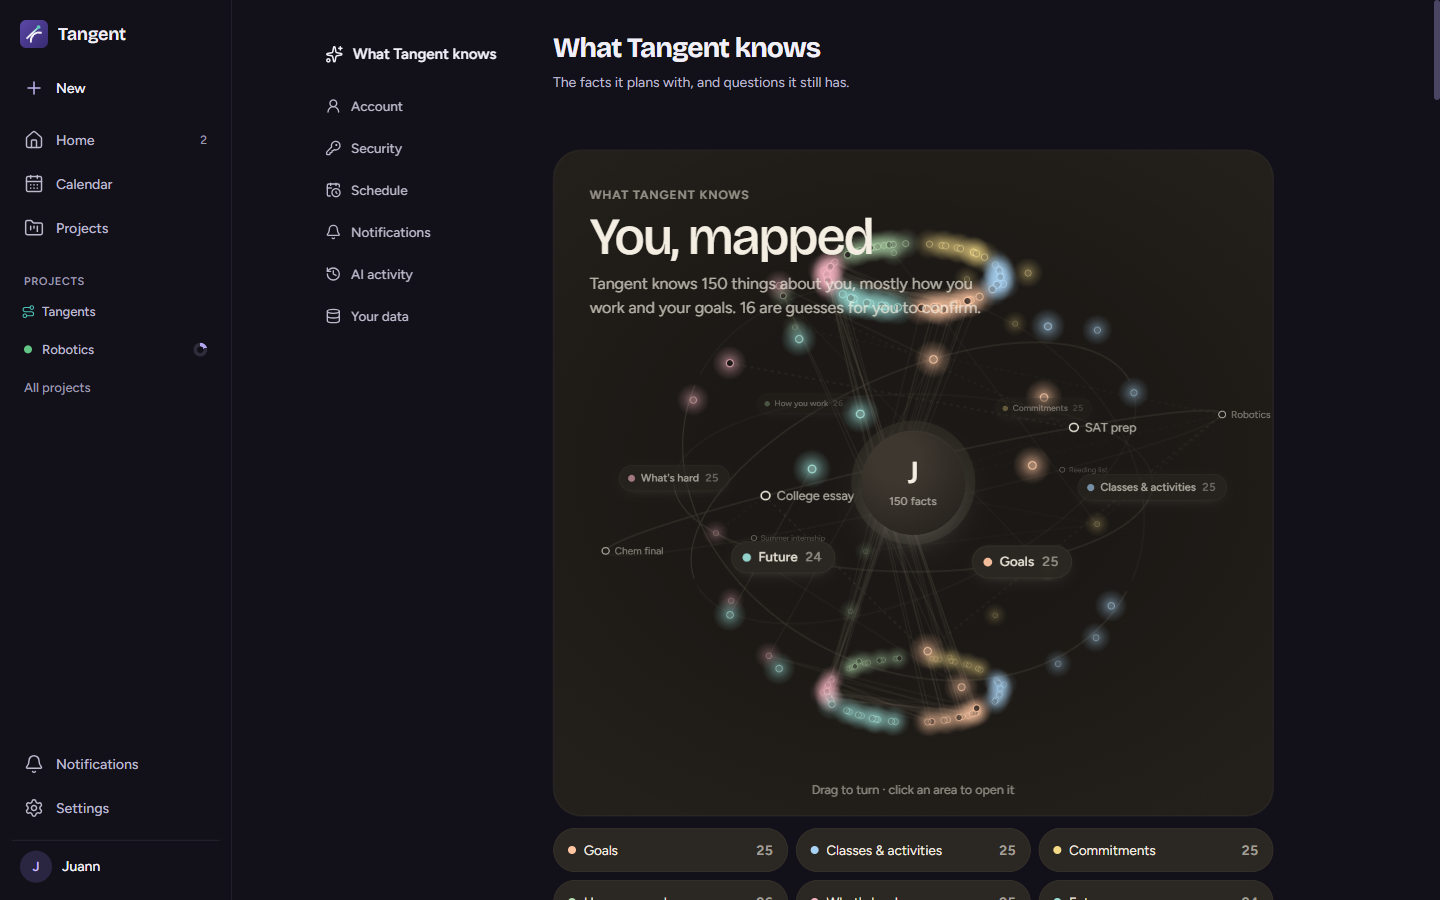 Tangent
New
Home 2
Calendar
Projects
PROJECTS
Tangents
Robotics
All projects
Notifications
Settings
J Juann
What Tangent knows
Account
Security
Schedule
Notifications
AI activity
Your data
What Tangent knows
The facts it plans with, and questions it still has.
WHAT TANGENT KNOWS
You, mapped
Tangent knows 150 things about you, mostly how you
work and your goals. 16 are guesses for you to confirm.
How you work 26
Commitments 25
Robotics
SAT prep
J
150 facts
Reading list
What's hard 25
Classes & activities 25
College essay
Summer internship
Chem final
Future 24
Goals 25
Drag to turn · click an area to open it
Goals 25
Classes & activities 25
Commitments 25